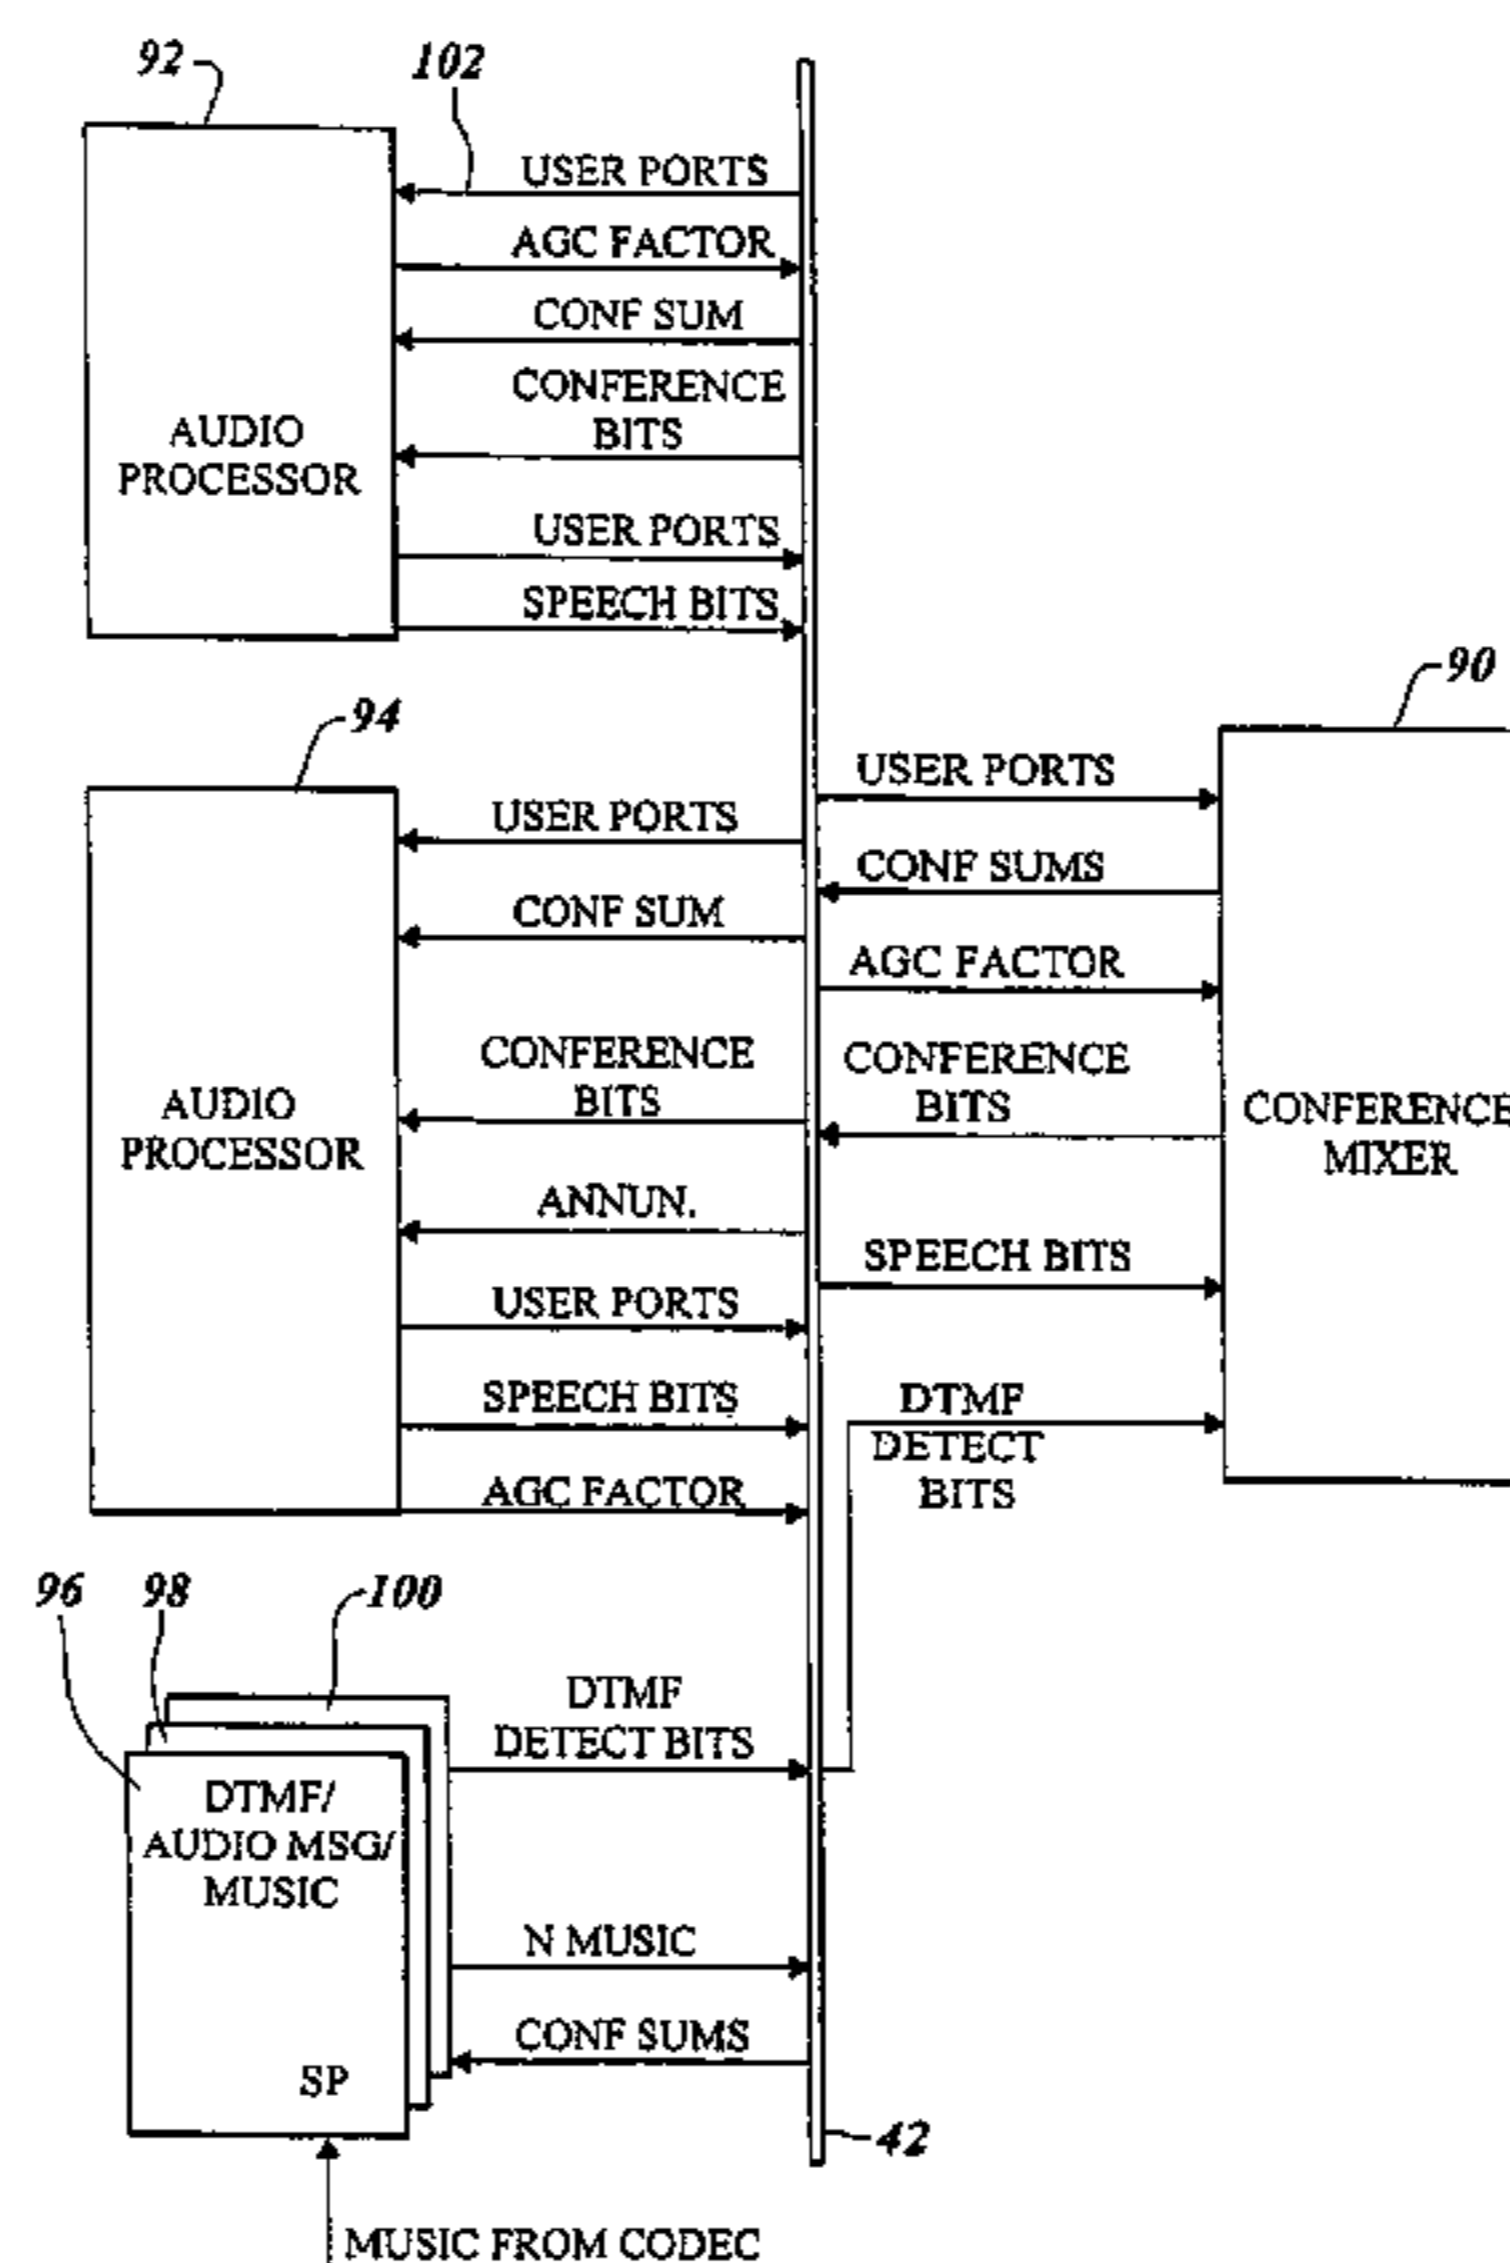 92
102
USER PORTS
AGC FACTOR
CONF SUM
CONFERENCE
BITS
AUDIO
PROCESSOR
USER PORTS
SPEECH BITS
90
94
USER PORTS
CONF SUM
CONFERENCE
BITS
AUDIO
PROCESSOR
ANNUN.
USER PORTS
SPEECH BITS
AGC FACTOR
USER PORTS
CONF SUMS
AGC FACTOR
CONFERENCE
BITS
CONFERENCE
MIXER
SPEECH BITS
DTMF
DETECT
BITS
96
98
100
DTMF
DETECT BITS
DTMF/
AUDIO MSG/
MUSIC
N MUSIC
CONF SUMS
SP
42
MUSIC FROM CODEC